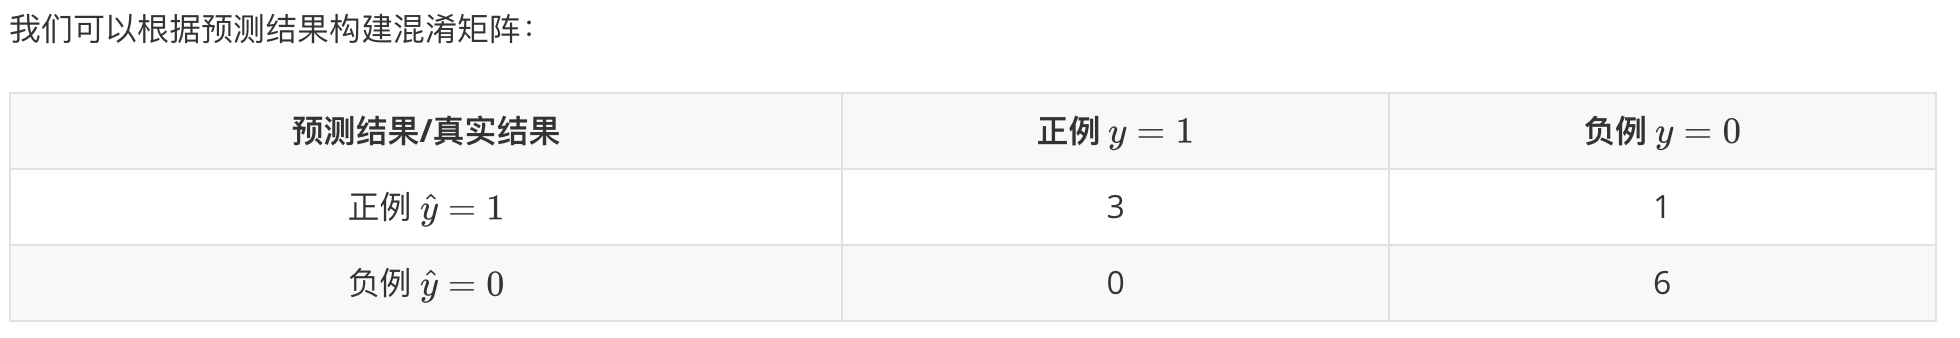 我们可以根据预测结果构建混淆矩阵：
预测结果/真实结果 正例 y = 1 负例 y = 0
正例 ŷ = 1 3 1
负例 ŷ = 0 0 6